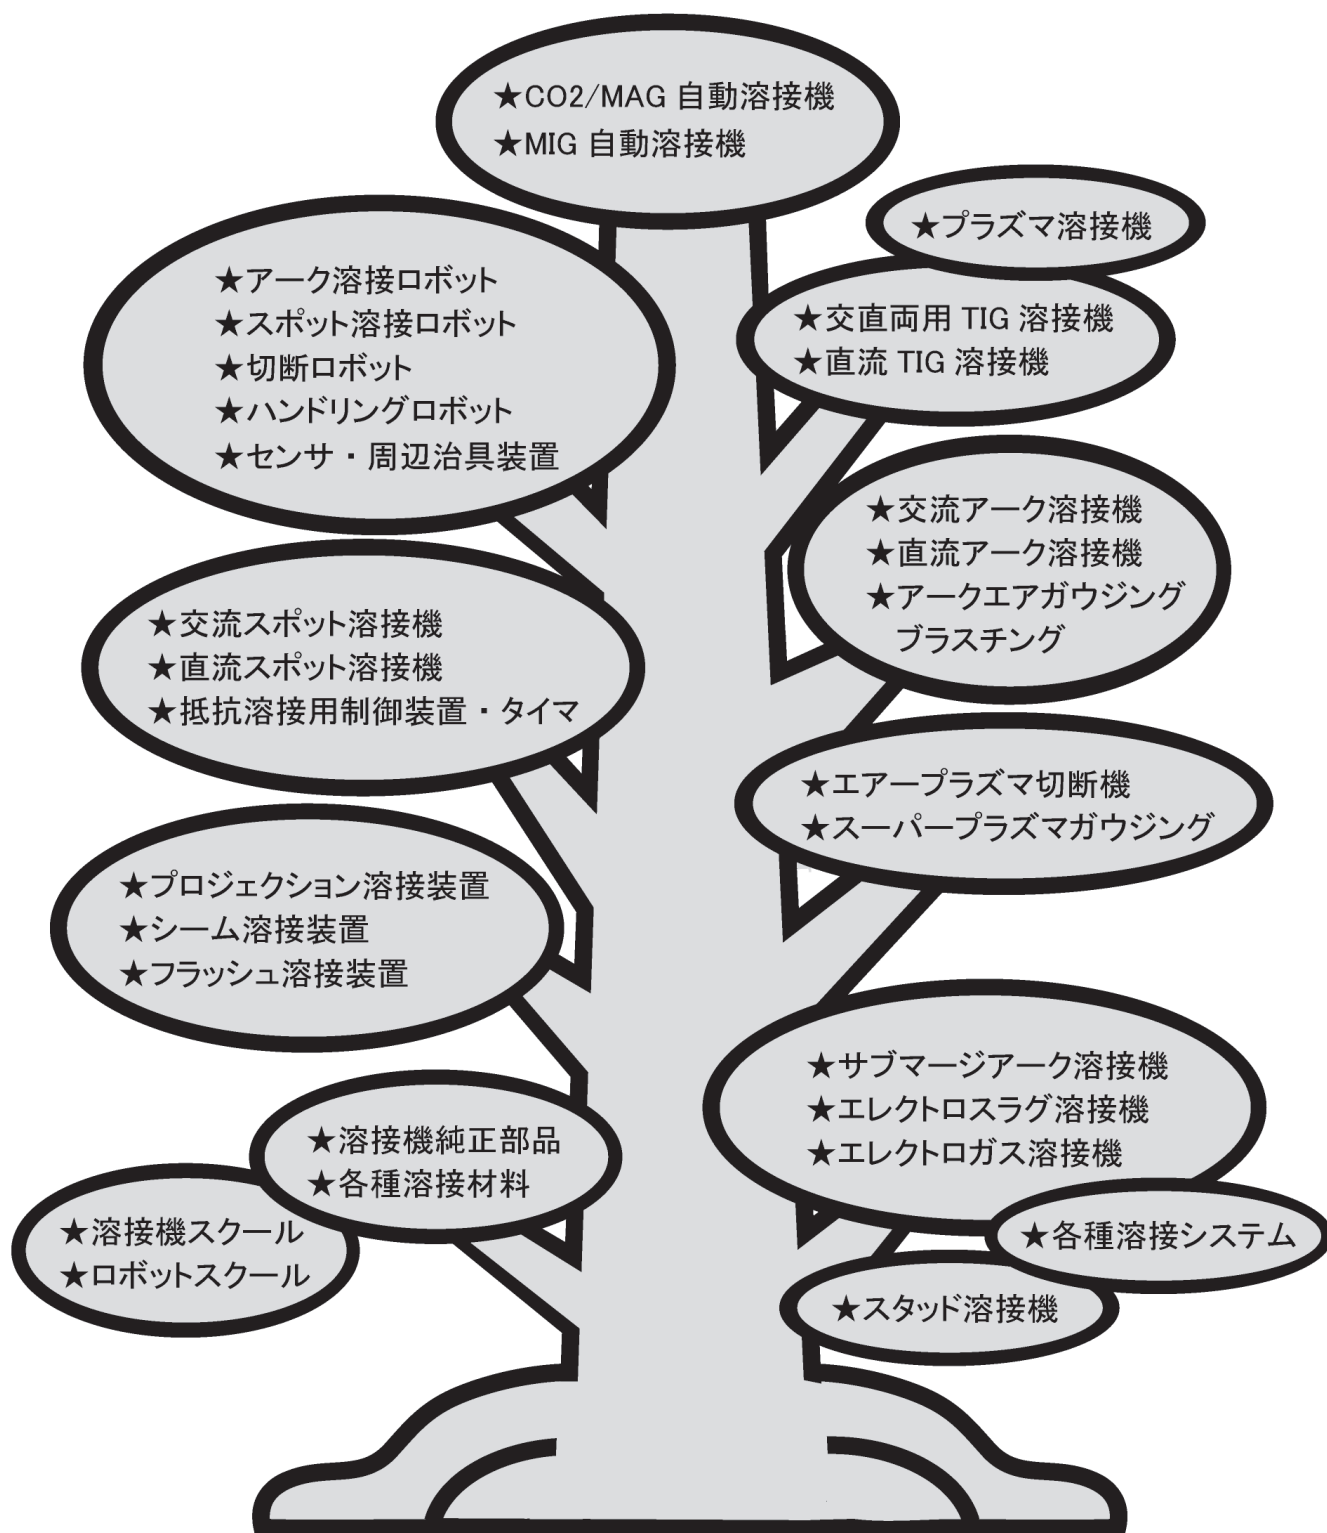 ★CO2/MAG 自動溶接機
★MIG 自動溶接機
★プラズマ溶接機
★交直両用 TIG 溶接機
★直流 TIG 溶接機
★アーク溶接ロボット
★スポット溶接ロボット
★切断ロボット
★ハンドリングロボット
★センサ・周辺治具装置
★交流アーク溶接機
★直流アーク溶接機
★アークエアガウジング
ブラスチング
★交流スポット溶接機
★直流スポット溶接機
★抵抗溶接用制御装置・タイマ
★エアープラズマ切断機
★スーパープラズマガウジング
★プロジェクション溶接装置
★シーム溶接装置
★フラッシュ溶接装置
★サブマージアーク溶接機
★エレクトロスラグ溶接機
★エレクトロガス溶接機
★溶接機純正部品
★各種溶接材料
★溶接機スクール
★ロボットスクール
★各種溶接システム
★スタッド溶接機